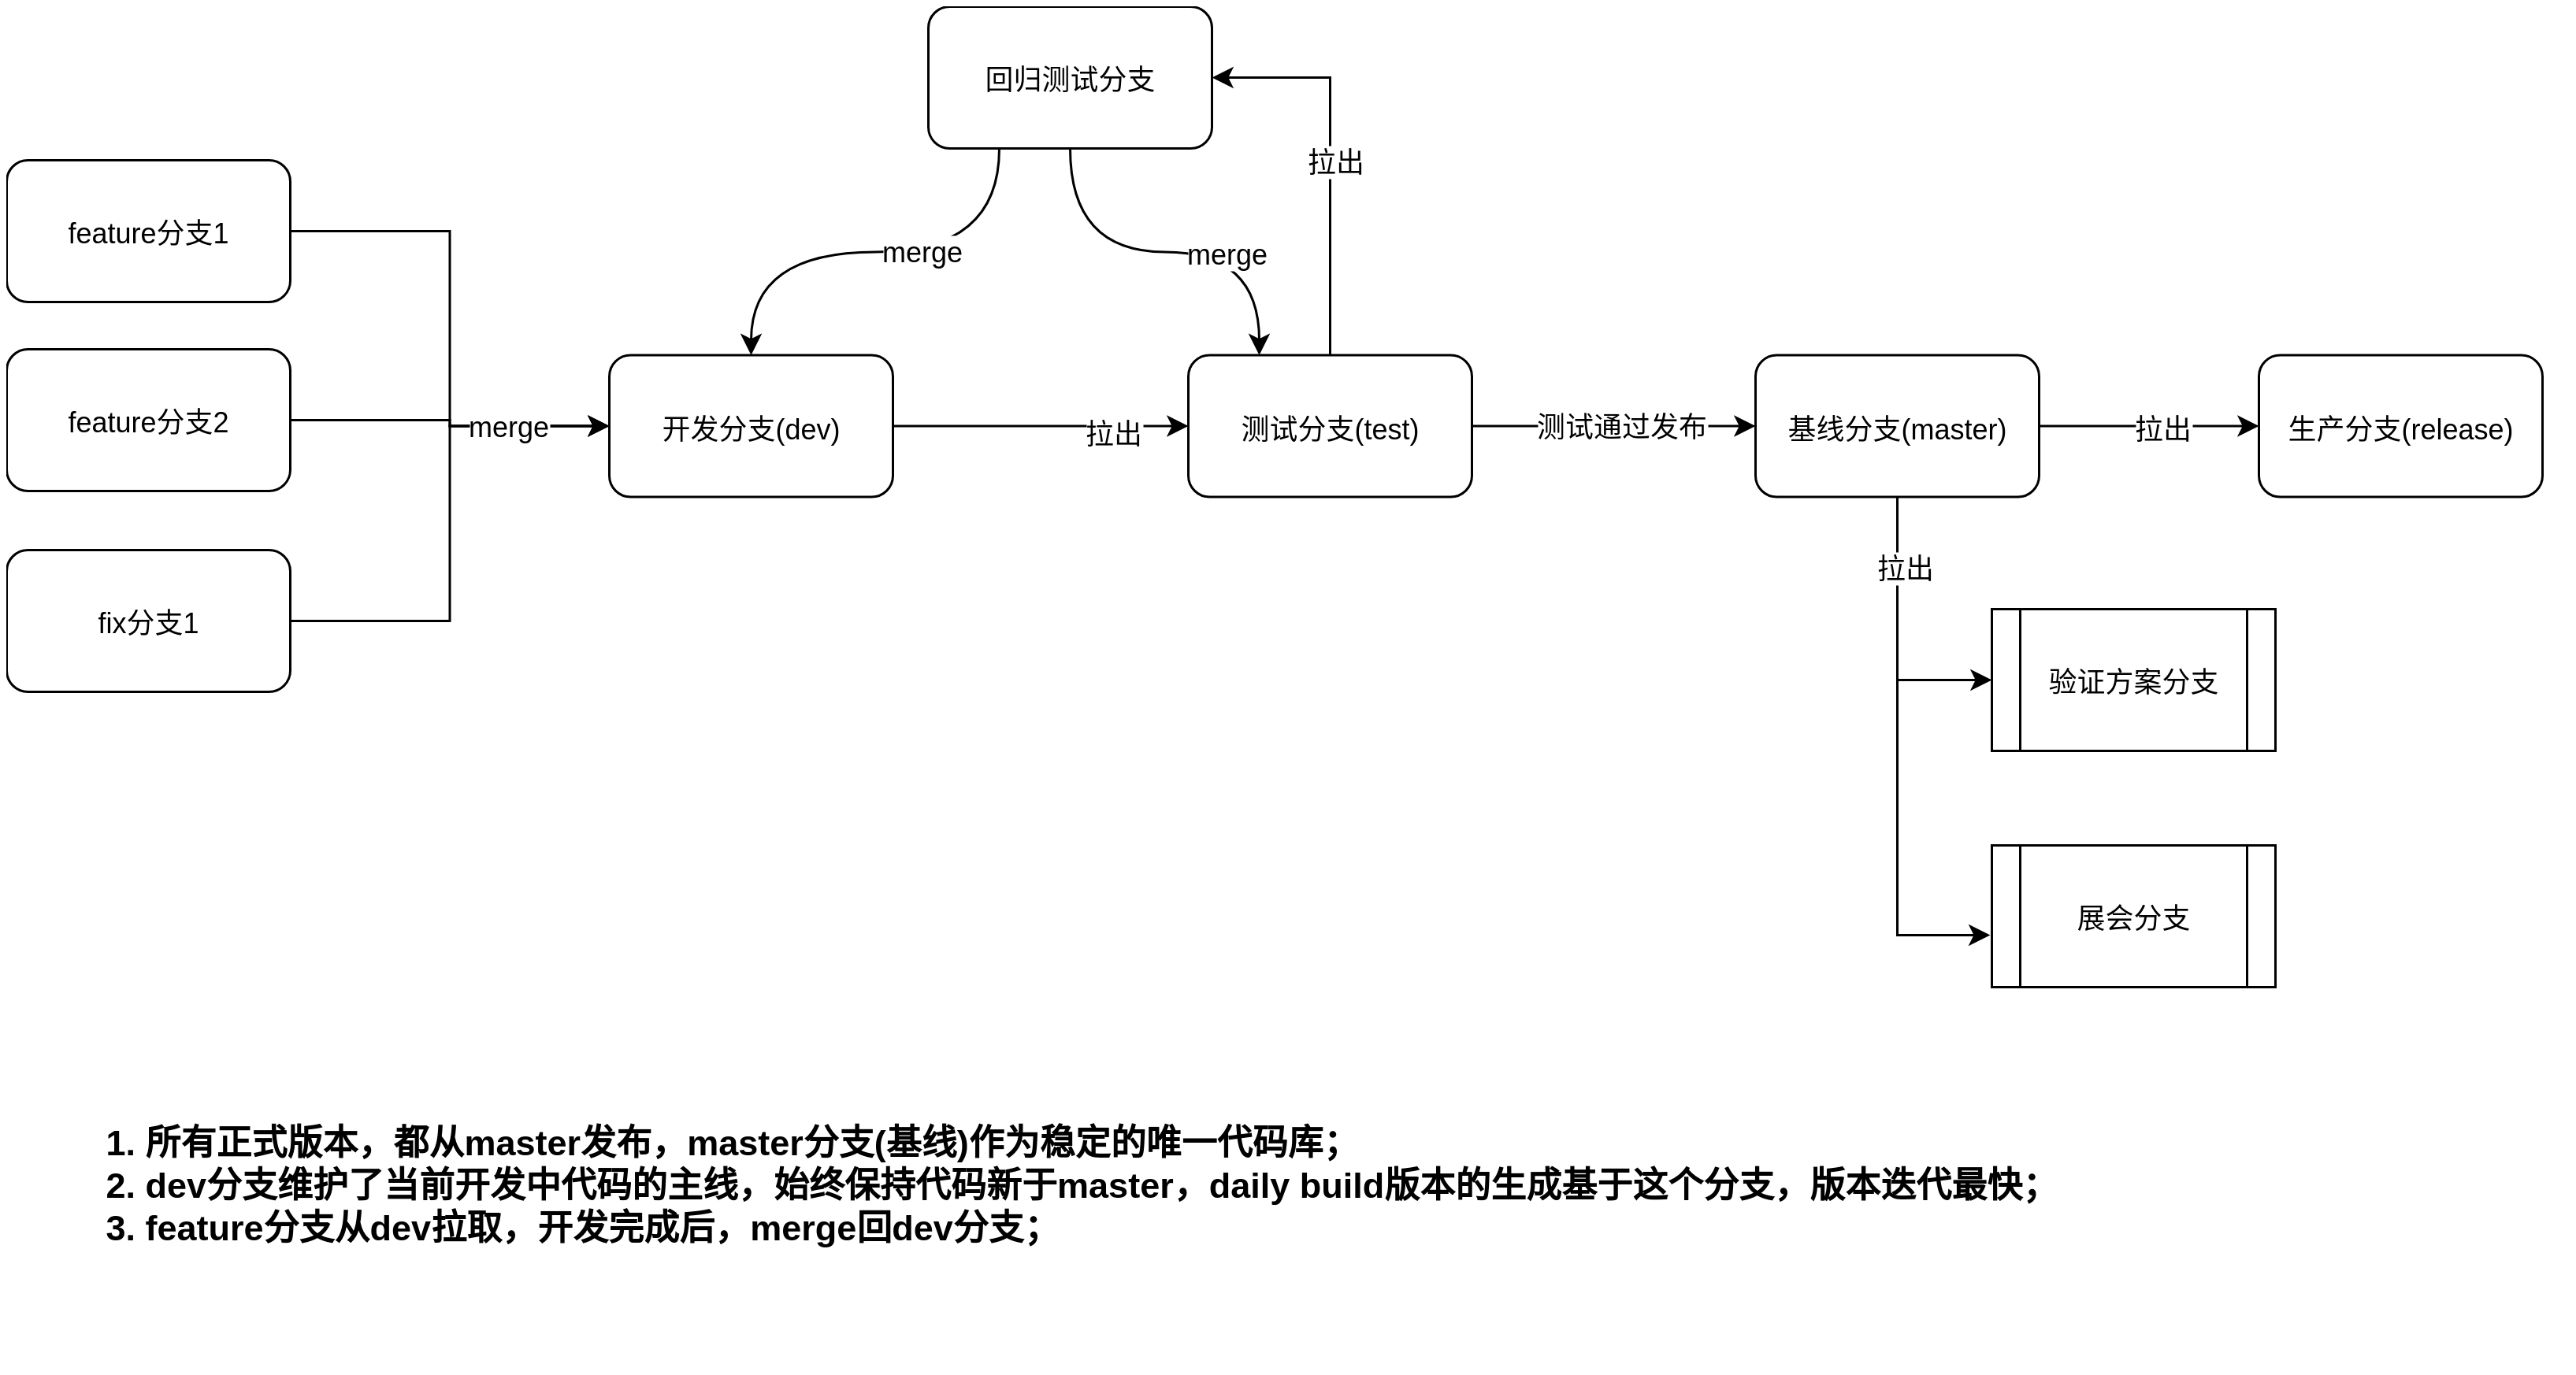 回归测试分支
拉出
feature分支1
merge
merge
feature分支2
merge
开发分支(dev)
拉出
测试分支(test)
测试通过发布
基线分支(master)
拉出
生产分支(release)
fix分支1
拉出
验证方案分支
展会分支
1. 所有正式版本，都从master发布，master分支(基线)作为稳定的唯一代码库；
2. dev分支维护了当前开发中代码的主线，始终保持代码新于master，daily build版本的生成基于这个分支，版本迭代最快；
3. feature分支从dev拉取，开发完成后，merge回dev分支；